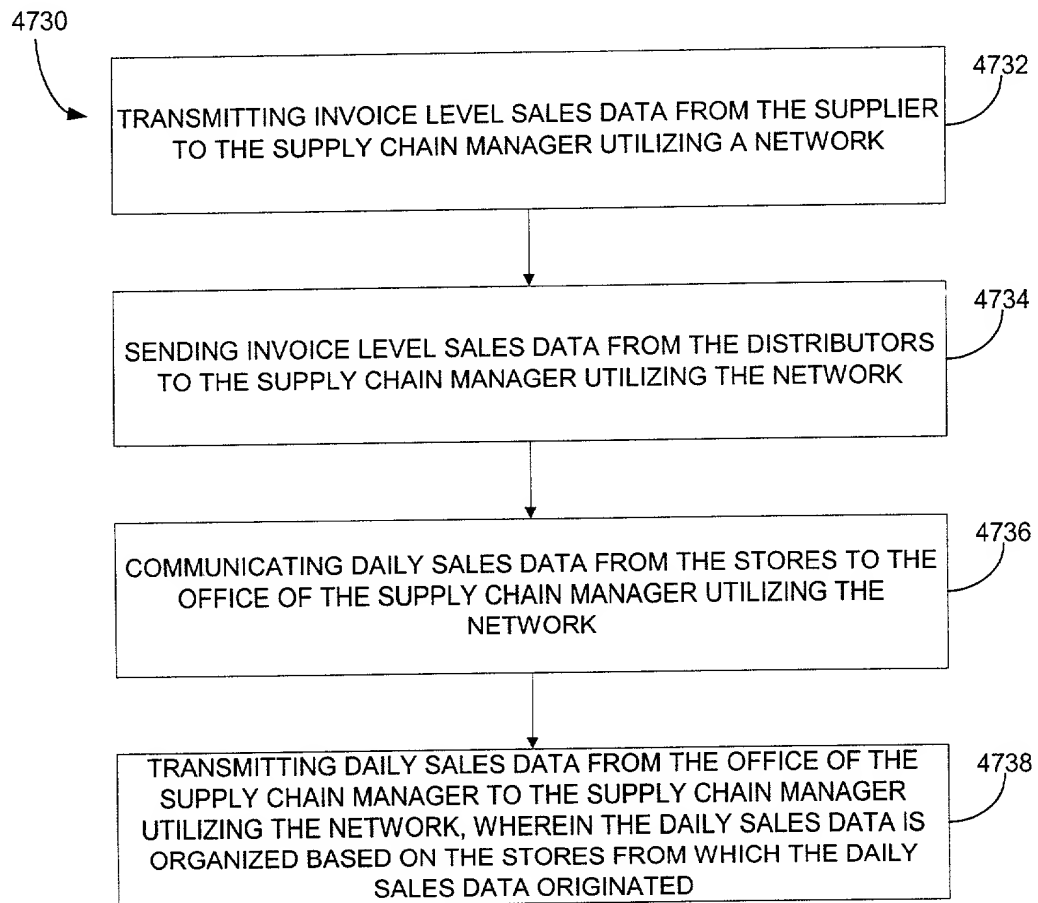 4730
4732
TRANSMITTING INVOICE LEVEL SALES DATA FROM THE SUPPLIER
TO THE SUPPLY CHAIN MANAGER UTILIZING A NETWORK
4734
SENDING INVOICE LEVEL SALES DATA FROM THE DISTRIBUTORS
TO THE SUPPLY CHAIN MANAGER UTILIZING THE NETWORK
4736
COMMUNICATING DAILY SALES DATA FROM THE STORES TO THE
OFFICE OF THE SUPPLY CHAIN MANAGER UTILIZING THE
NETWORK
4738
TRANSMITTING DAILY SALES DATA FROM THE OFFICE OF THE
SUPPLY CHAIN MANAGER TO THE SUPPLY CHAIN MANAGER
UTILIZING THE NETWORK, WHEREIN THE DAILY SALES DATA IS
ORGANIZED BASED ON THE STORES FROM WHICH THE DAILY
SALES DATA ORIGINATED